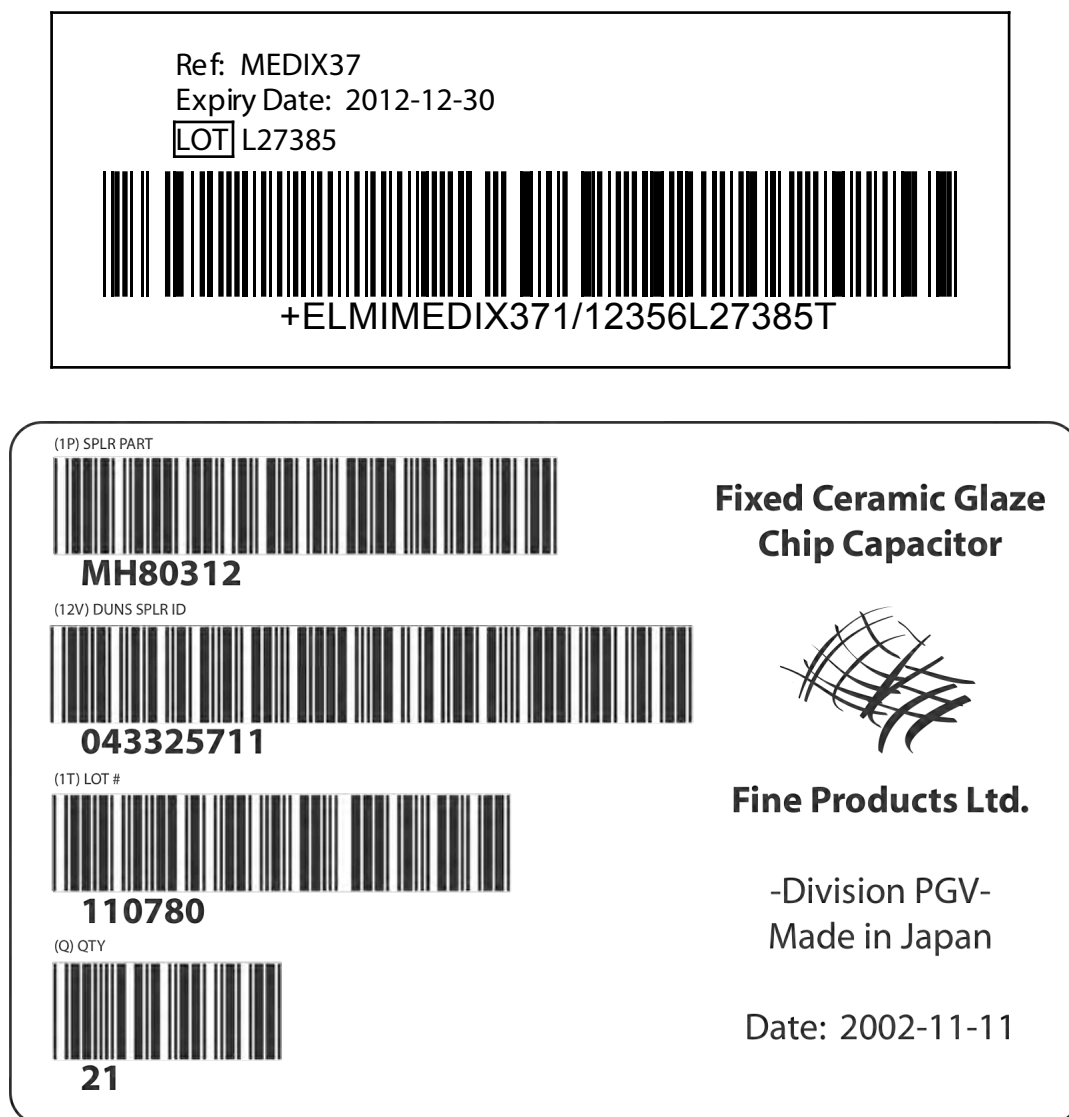 Ref: MEDIX37
Expiry Date: 2012-12-30
LOT L27385
+ELMIMEDIX371/12356L27385T
(1P) SPLR PART
MH80312
(12V) DUNS SPLR ID
043325711
(1T) LOT #
110780
(Q) QTY
21
Fixed Ceramic Glaze
Chip Capacitor
Fine Products Ltd.
-Division PGV-
Made in Japan
Date: 2002-11-11